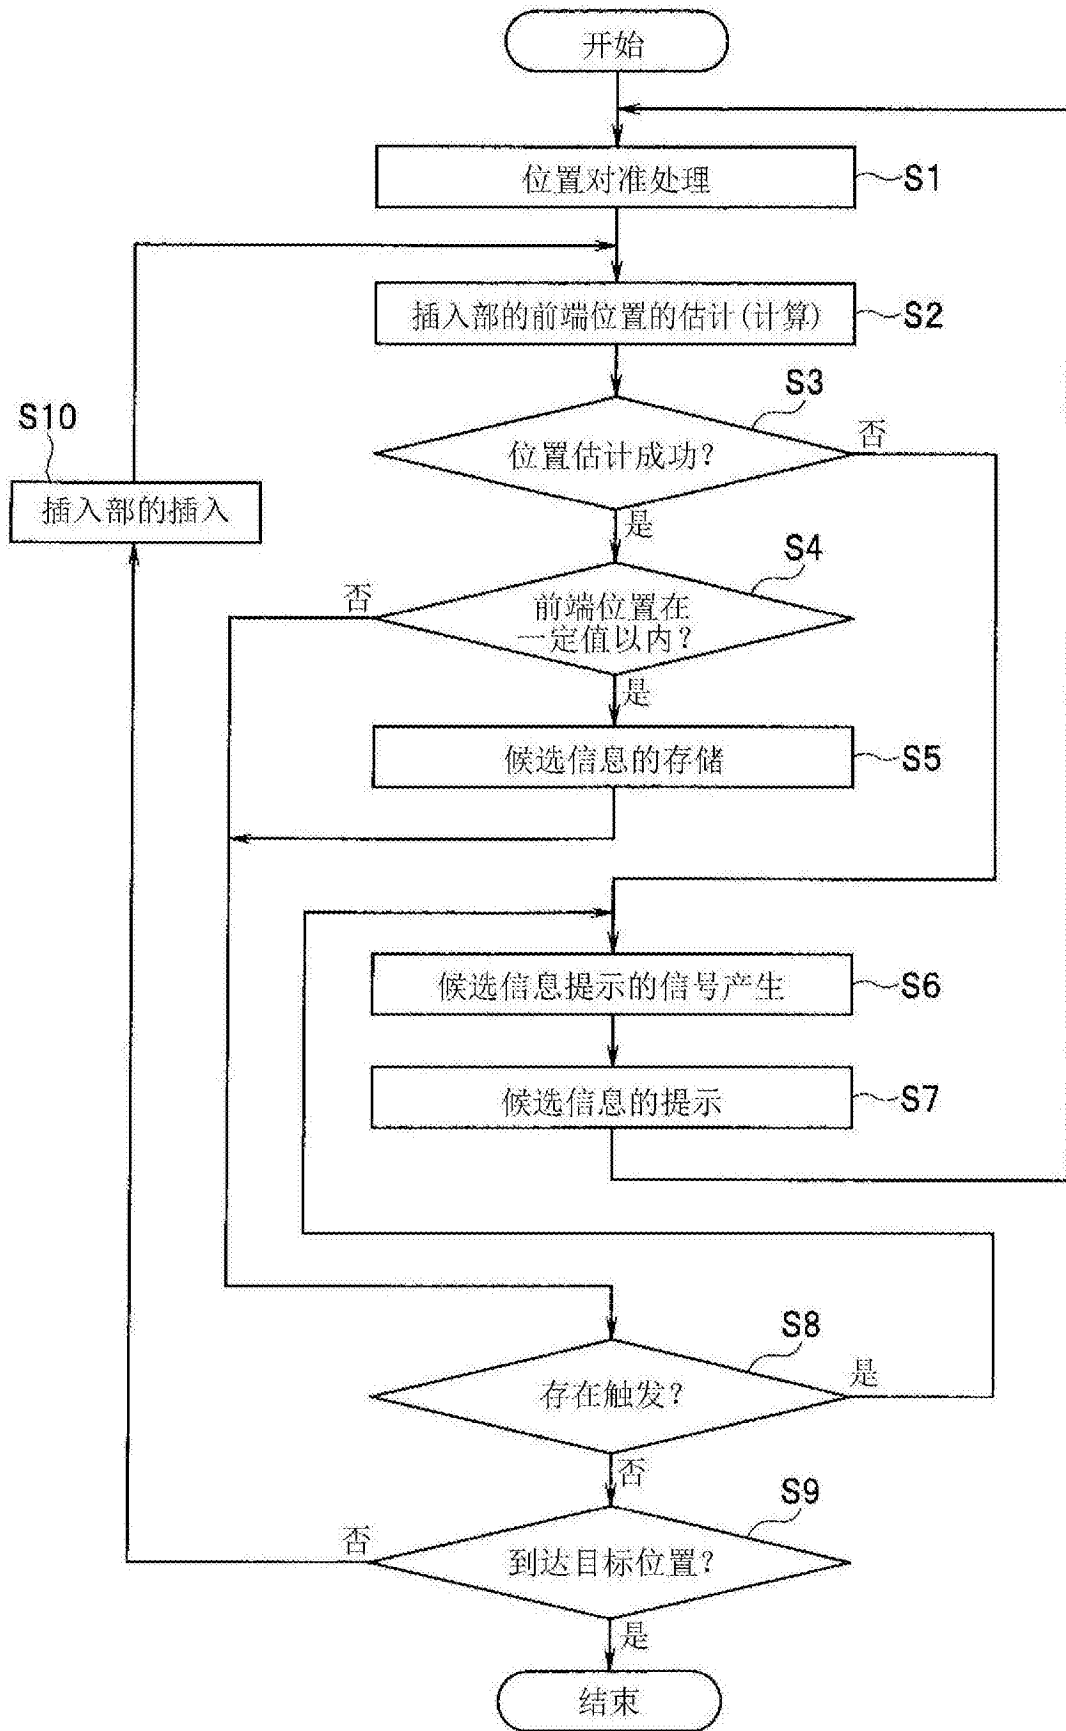 开始
位置对准处理
S1
插入部的前端位置的估计(计算)
S2
S3
位置估计成功?
否
是
S10
插入部的插入
S4
前端位置在
一定值以内?
否
是
候选信息的存储
S5
候选信息提示的信号产生
S6
候选信息的提示
S7
S8
存在触发?
是
否
S9
到达目标位置?
否
是
结束